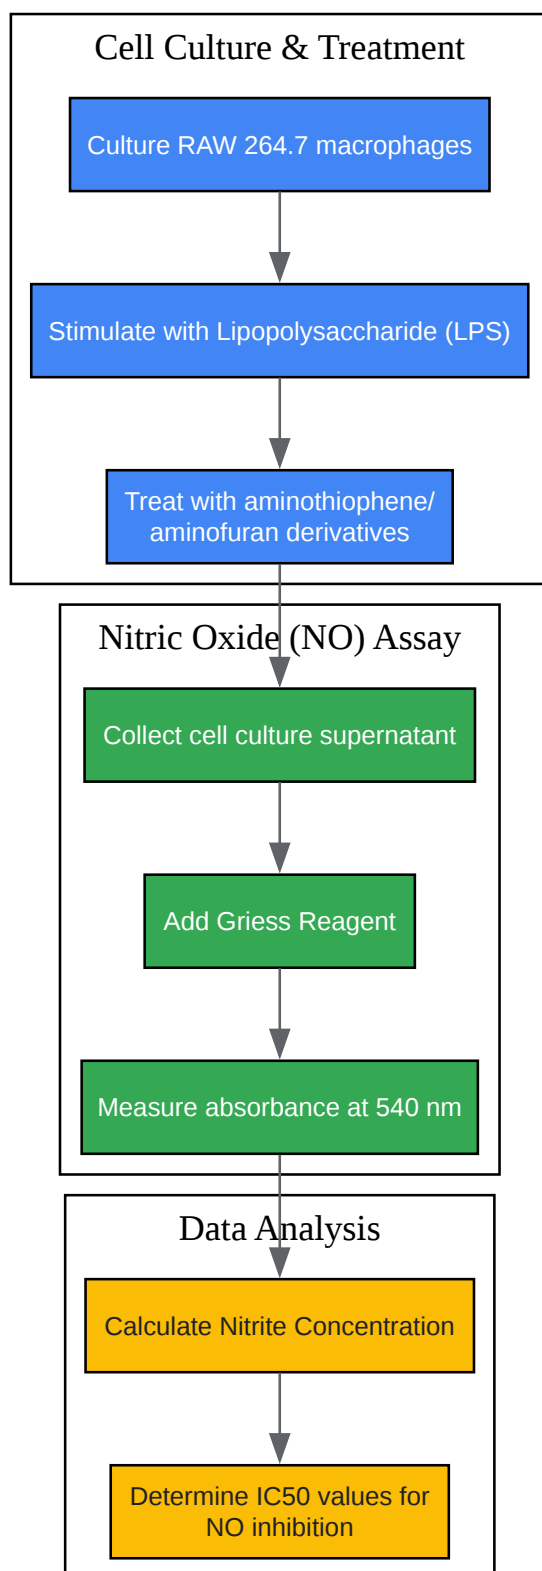 Cell Culture & Treatment
Culture RAW 264.7 macrophages
Stimulate with Lipopolysaccharide (LPS)
Treat with aminothiophene/
aminofuran derivatives
Nitric Oxide (NO) Assay
Collect cell culture supernatant
Add Griess Reagent
Measure absorbance at 540 nm
Data Analysis
Calculate Nitrite Concentration
Determine IC50 values for
NO inhibition